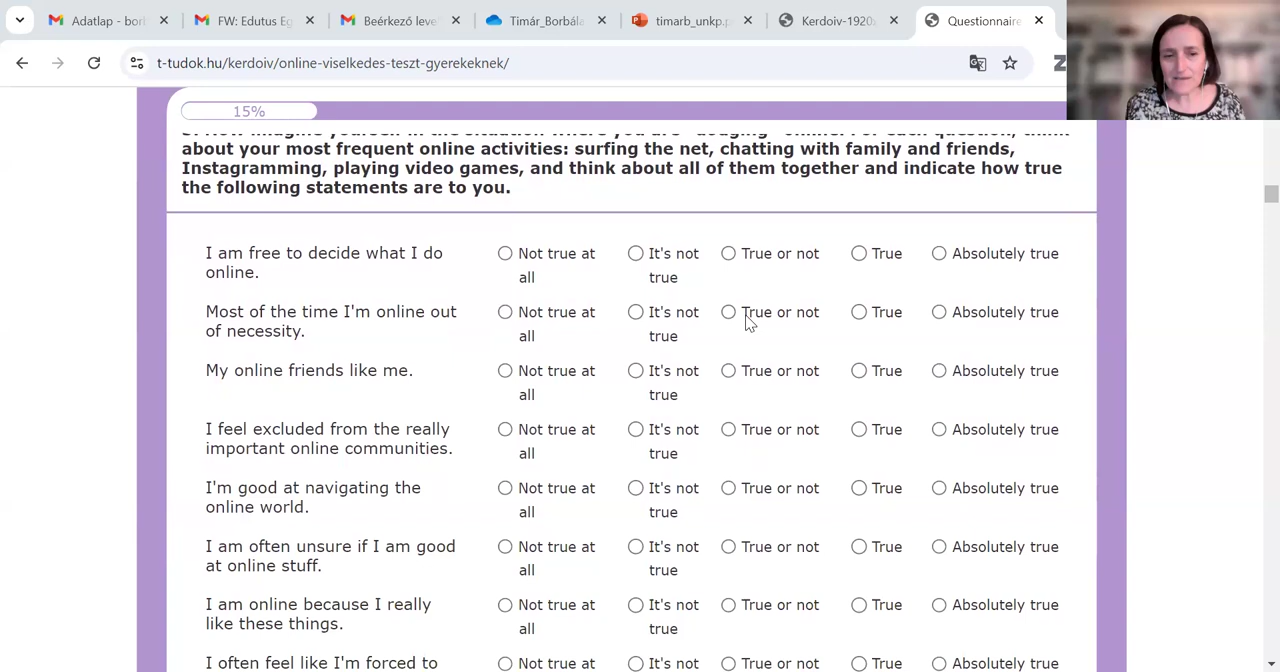 Adatlap - bor
FW: Edutus Eg
Beérkező leve
Timár_Borbála
timarb_unkp.p
Kerdoiv-1920
Questionnaire
t-tudok.hu/kerdoiv/online-viselkedes-teszt-gyerekeknek/
15%
about your most frequent online activities: surfing the net, chatting with family and friends,
Instagramming, playing video games, and think about all of them together and indicate how true
the following statements are to you.
I am free to decide what I do
online.
Not true at
all
It's not
true
True or not
True
Absolutely true
Most of the time I'm online out
of necessity.
Not true at
all
It's not
true
True or not
True
Absolutely true
My online friends like me.
Not true at
all
It's not
true
True or not
True
Absolutely true
I feel excluded from the really
important online communities.
Not true at
all
It's not
true
True or not
True
Absolutely true
I'm good at navigating the
online world.
Not true at
all
It's not
true
True or not
True
Absolutely true
I am often unsure if I am good
at online stuff.
Not true at
all
It's not
true
True or not
True
Absolutely true
I am online because I really
like these things.
Not true at
all
It's not
true
True or not
True
Absolutely true
I often feel like I'm forced to
Not true at
It's not
True or not
True
Absolutely true